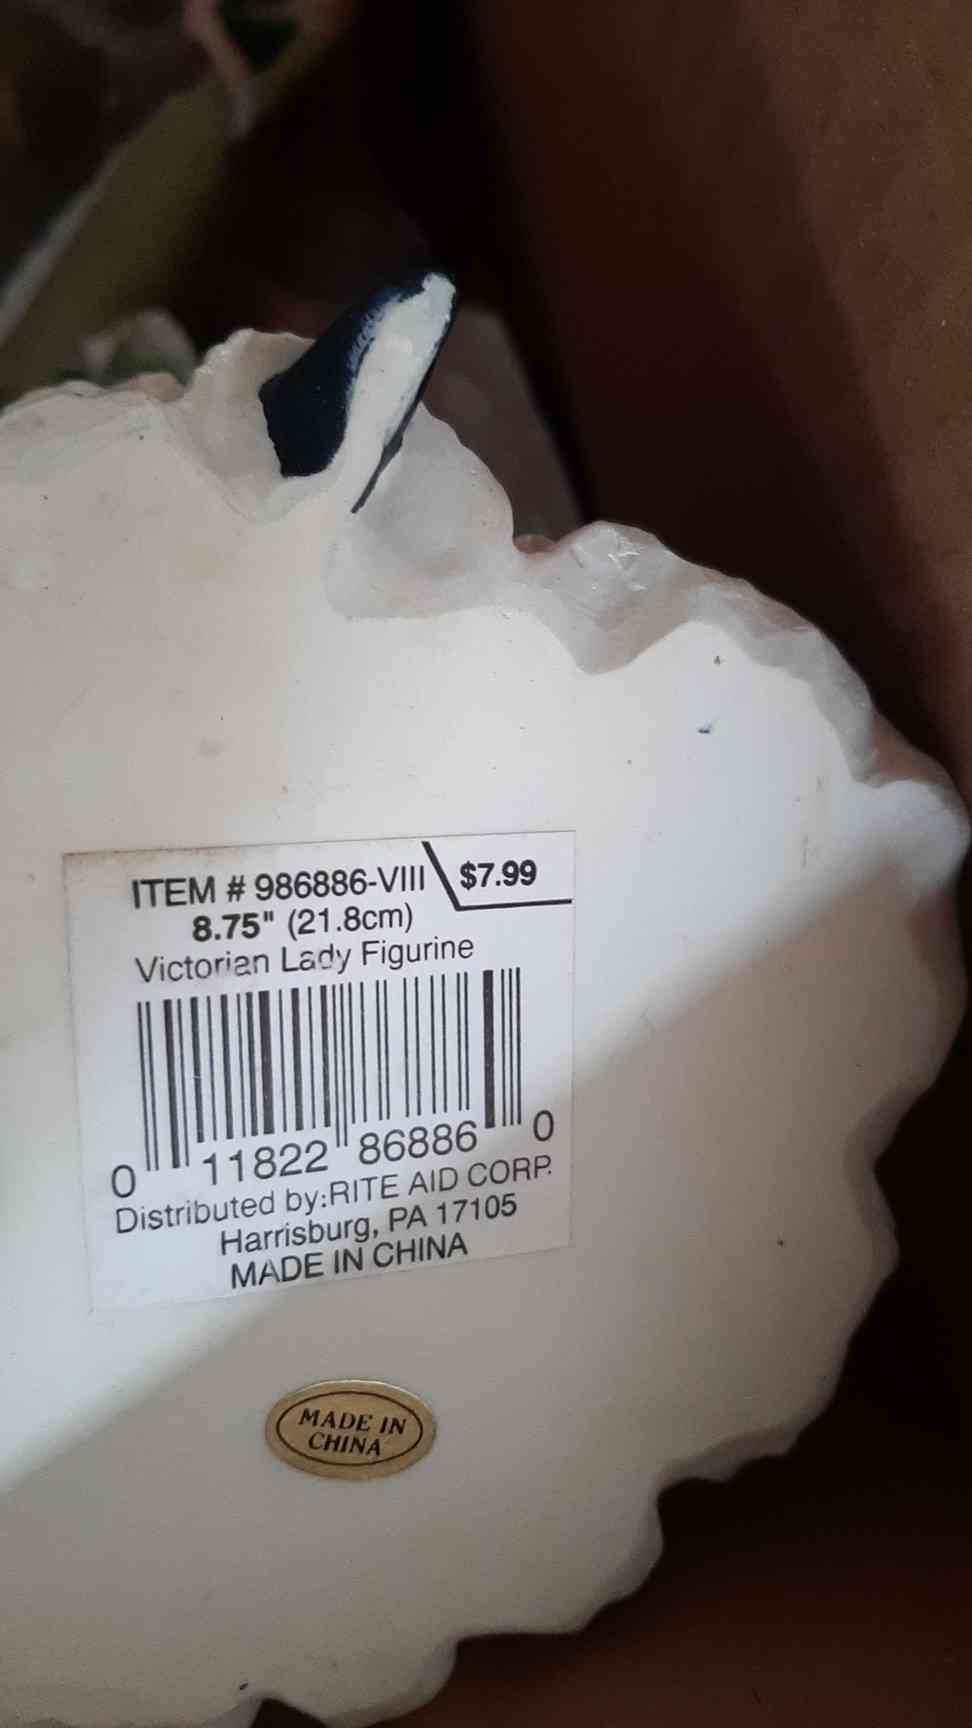 ITEM # 986886-VIII $7.99
8.75" (21.8cm)
Victorian Lady Figurine
0 11822 86886 0
Distributed by:RITE AID CORP.
Harrisburg, PA 17105
MADE IN CHINA
MADE IN
CHINA